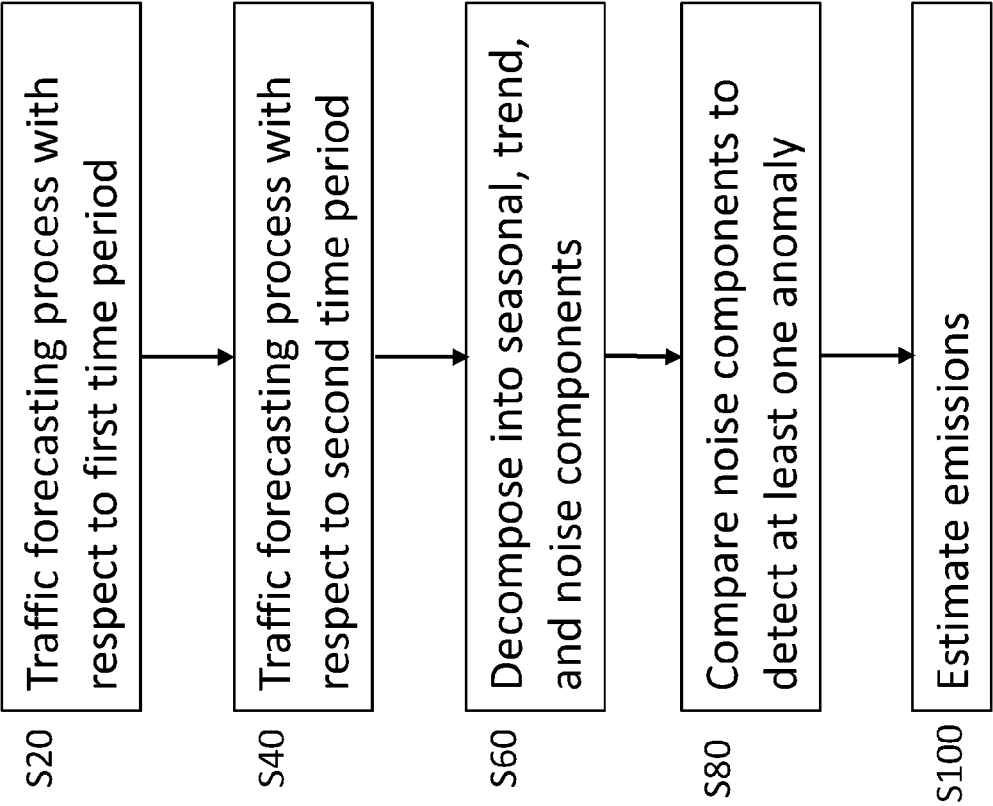 S20
Traffic forecasting process with
respect to first time period
S40
Traffic forecasting process with
respect to second time period
S60
Decompose into seasonal, trend,
and noise components
S80
Compare noise components to
detect at least one anomaly
S100
Estimate emissions